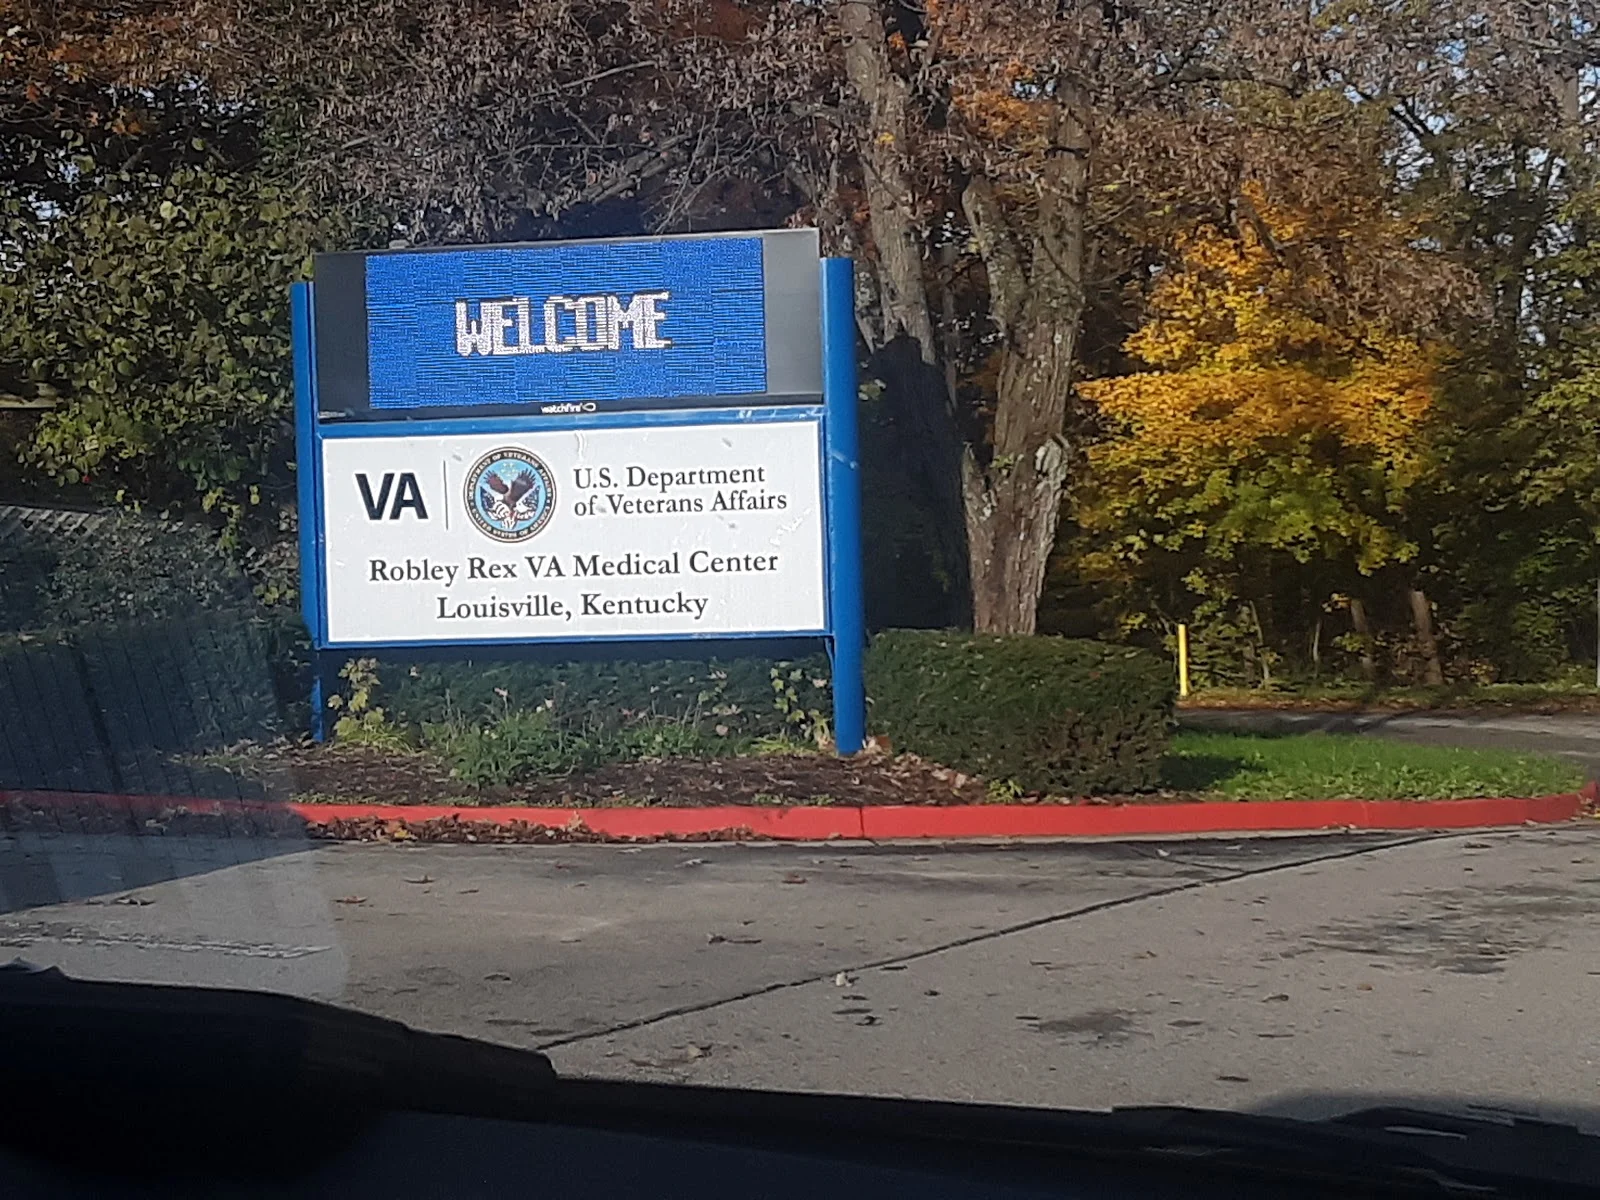 WELCOME
watchfire
VA
U.S. Department
of Veterans Affairs
Robley Rex VA Medical Center
Louisville, Kentucky